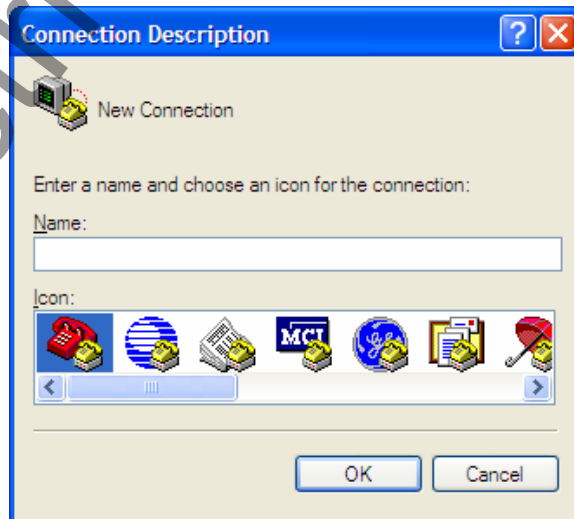 Connection Description
New Connection
Enter a name and choose an icon for the connection:
Name:
Icon:
MCI
OK
Cancel